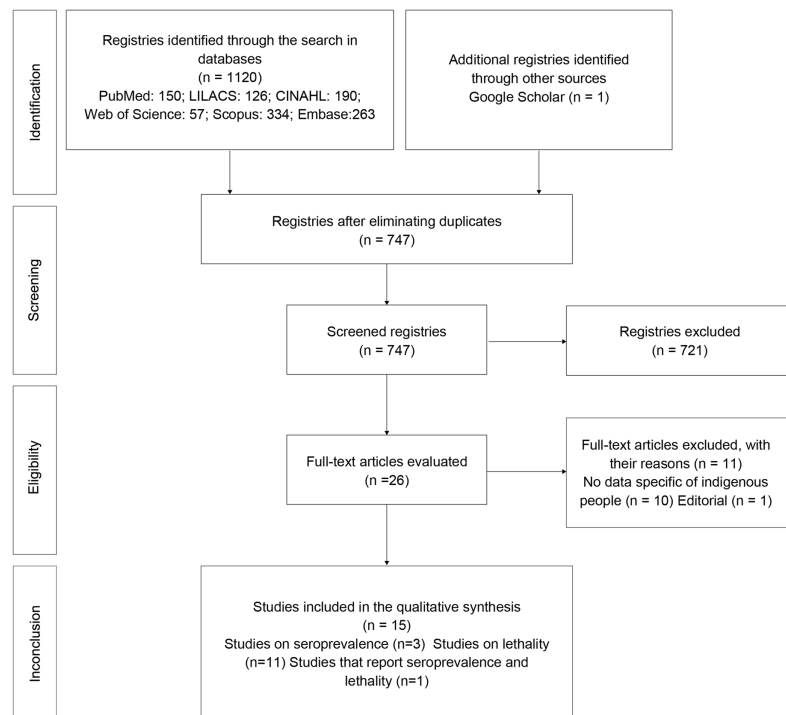 Identification
Registries identified through the search in
databases
(n = 1120)
PubMed: 150; LILACS: 126; CINAHL: 190;
Web of Science: 57; Scopus: 334; Embase:263
Additional registries identified
through other sources
Google Scholar (n = 1)
Screening
Registries after eliminating duplicates
(n = 747)
Screened registries
(n = 747)
Registries excluded
(n = 721)
Eligibility
Full-text articles evaluated
(n =26)
Full-text articles excluded, with
their reasons (n = 11)
No data specific of indigenous
people (n = 10) Editorial (n = 1)
Inconclusion
Studies included in the qualitative synthesis
(n = 15)
Studies on seroprevalence (n=3) Studies on lethality
(n=11) Studies that report seroprevalence and
lethality (n=1)